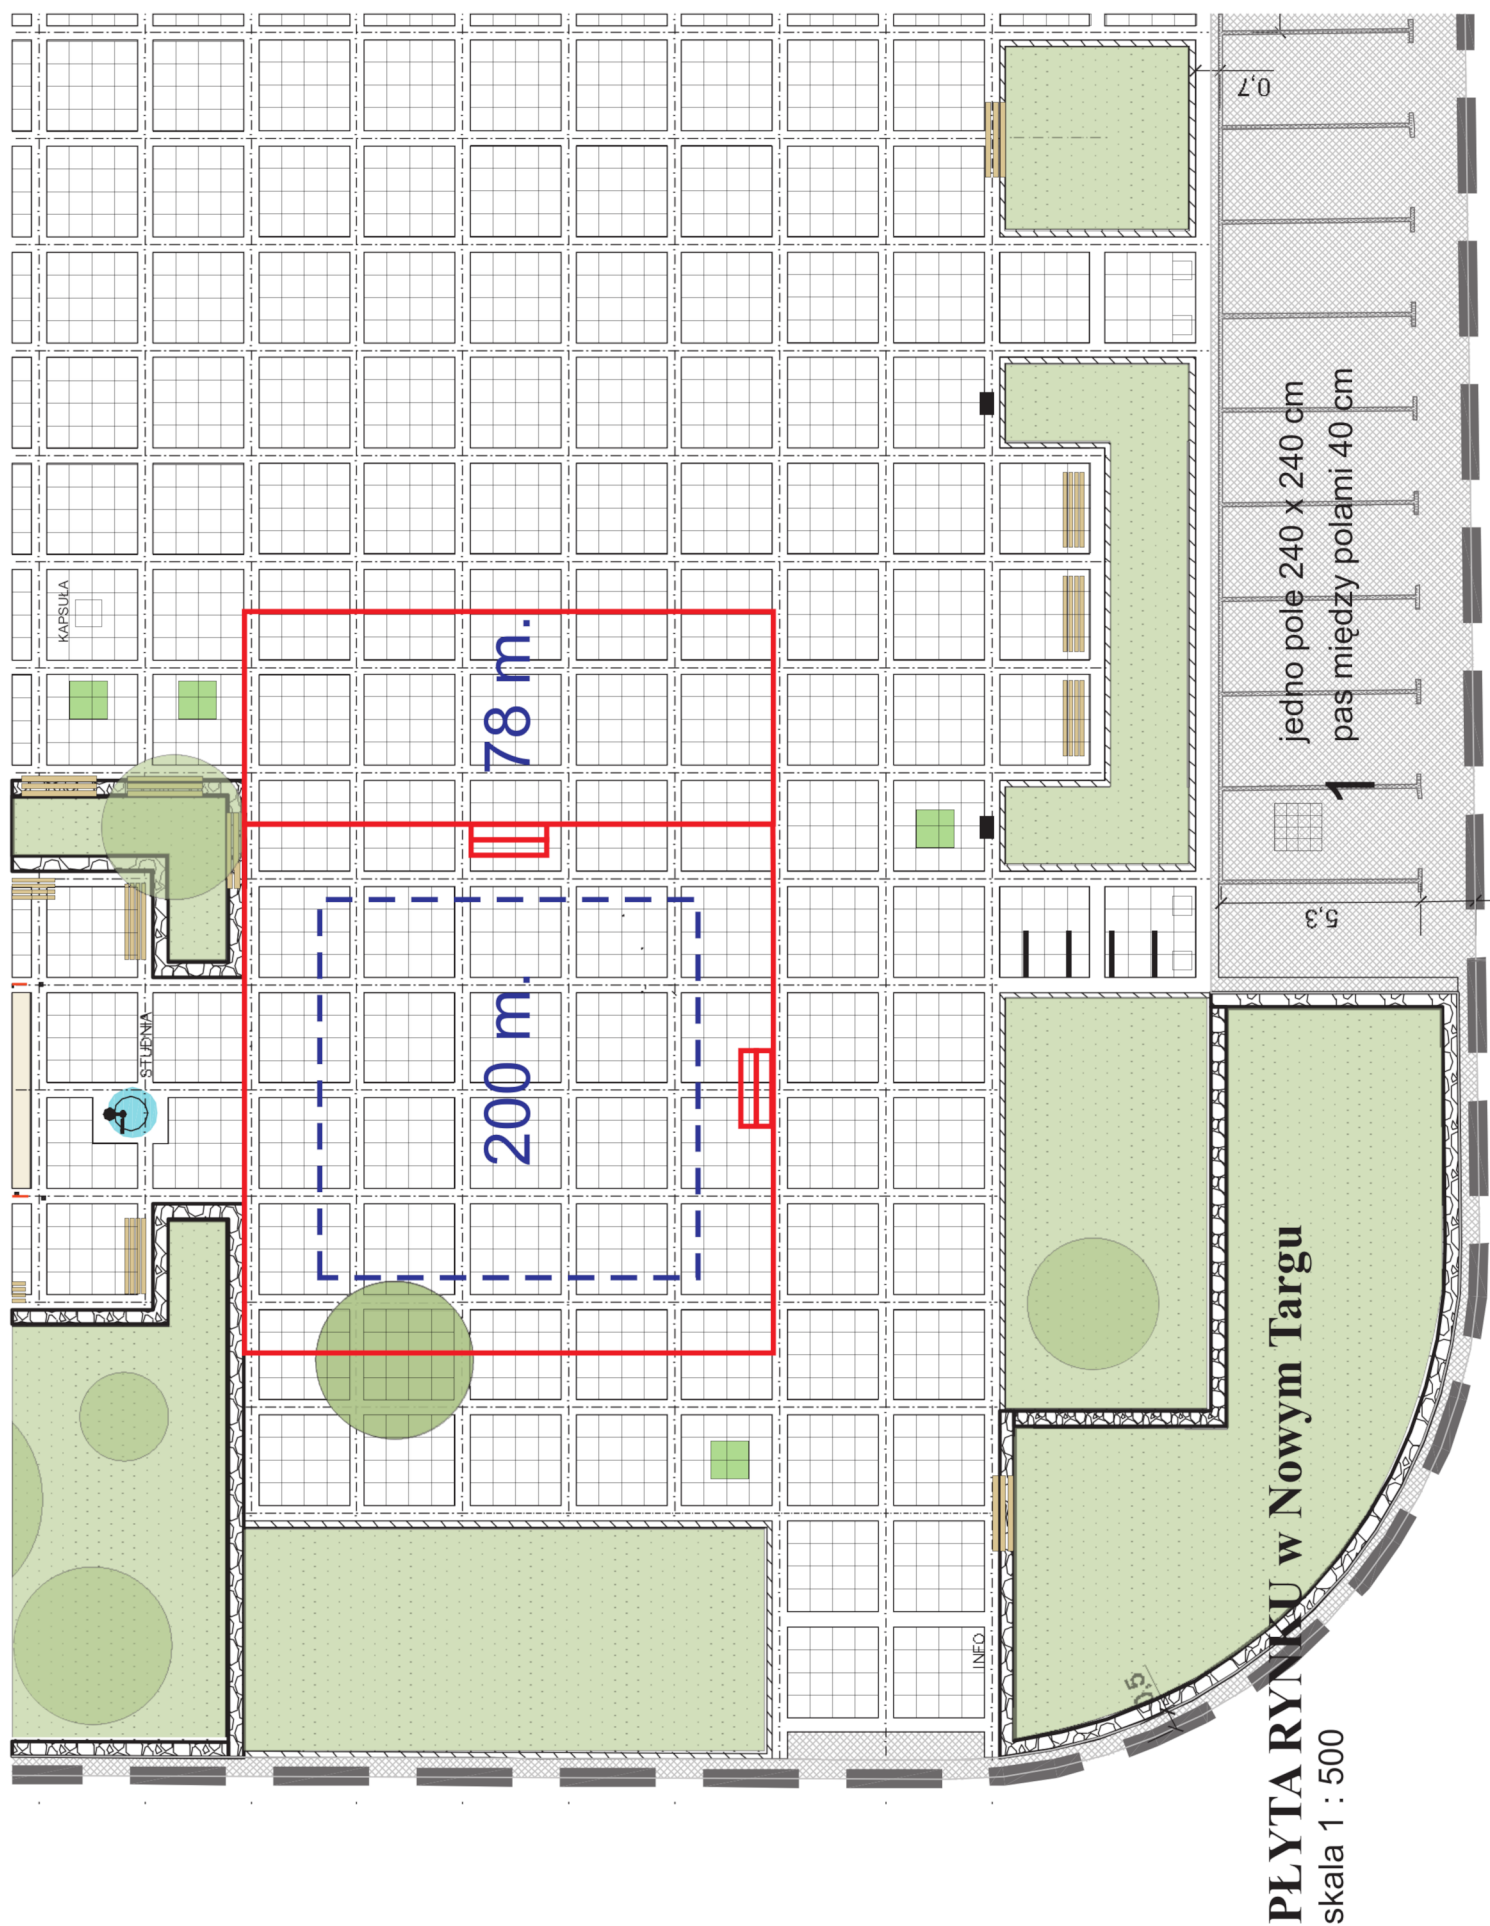 0,7
KAPSUŁA
78 m.
jedno pole 240 x 240 cm
pas między polami 40 cm
1
5,3
STUDNIA
200 m.
INFO
0,5
PŁYTA RYNKU w Nowym Targu
skala 1 : 500